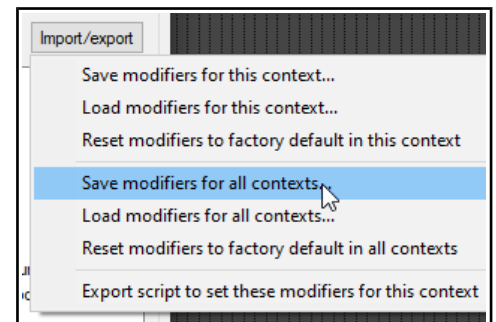 Import/export
Save modifiers for this context...
Load modifiers for this context...
Reset modifiers to factory default in this context
Save modifiers for all contexts...
Load modifiers for all contexts...
Reset modifiers to factory default in all contexts
Export script to set these modifiers for this context